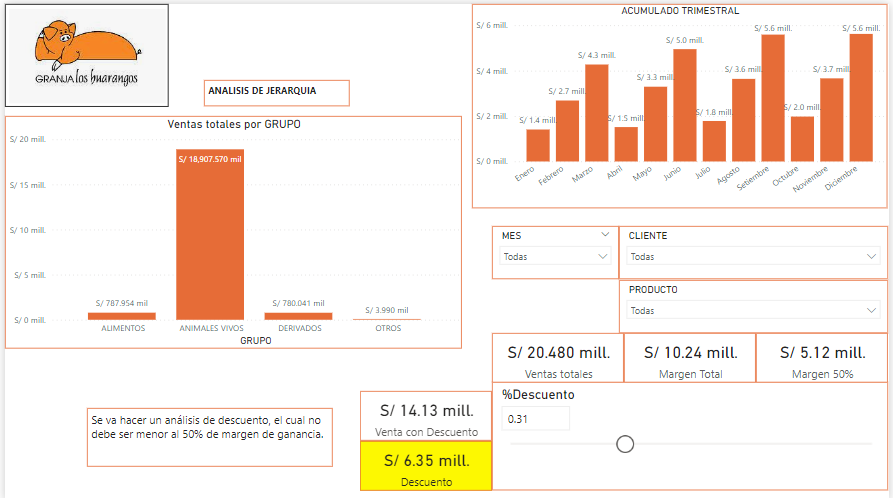 GRANJA los huarangos
ANALISIS DE JERARQUIA
Ventas totales por GRUPO
S/ 20 mill.
S/ 15 mill.
S/ 10 mill.
S/ 5 mill.
S/ 0 mill.
S/ 787.954 mil
S/ 18,907.570 mil
S/ 780.041 mil
S/ 3.990 mil
ALIMENTOS
ANIMALES VIVOS
DERIVADOS
OTROS
GRUPO
ACUMULADO TRIMESTRAL
S/ 6 mill.
S/ 4 mill.
S/ 2 mill.
S/ 0 mill.
S/ 1.4 mill.
S/ 2.7 mill.
S/ 4.3 mill.
S/ 1.5 mill.
S/ 3.3 mill.
S/ 5.0 mill.
S/ 1.8 mill.
S/ 3.6 mill.
S/ 5.6 mill.
S/ 2.0 mill.
S/ 3.7 mill.
S/ 5.6 mill.
Enero
Febrero
Marzo
Abril
Mayo
Junio
Julio
Agosto
Setiembre
Octubre
Noviembre
Diciembre
MES
Todas
CLIENTE
Todas
PRODUCTO
Todas
S/ 20.480 mill.
Ventas totales
S/ 10.24 mill.
Margen Total
S/ 5.12 mill.
Margen 50%
%Descuento
0.31
S/ 14.13 mill.
Venta con Descuento
S/ 6.35 mill.
Descuento
Se va hacer un análisis de descuento, el cual no
debe ser menor al 50% de margen de ganancia.